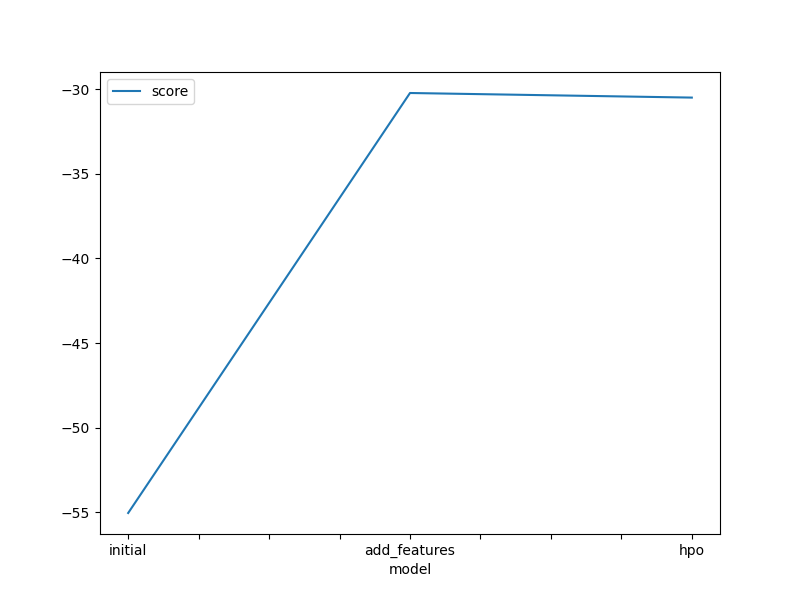 score
−30
−35
−40
−45
−50
−55
initial
add_features
hpo
model